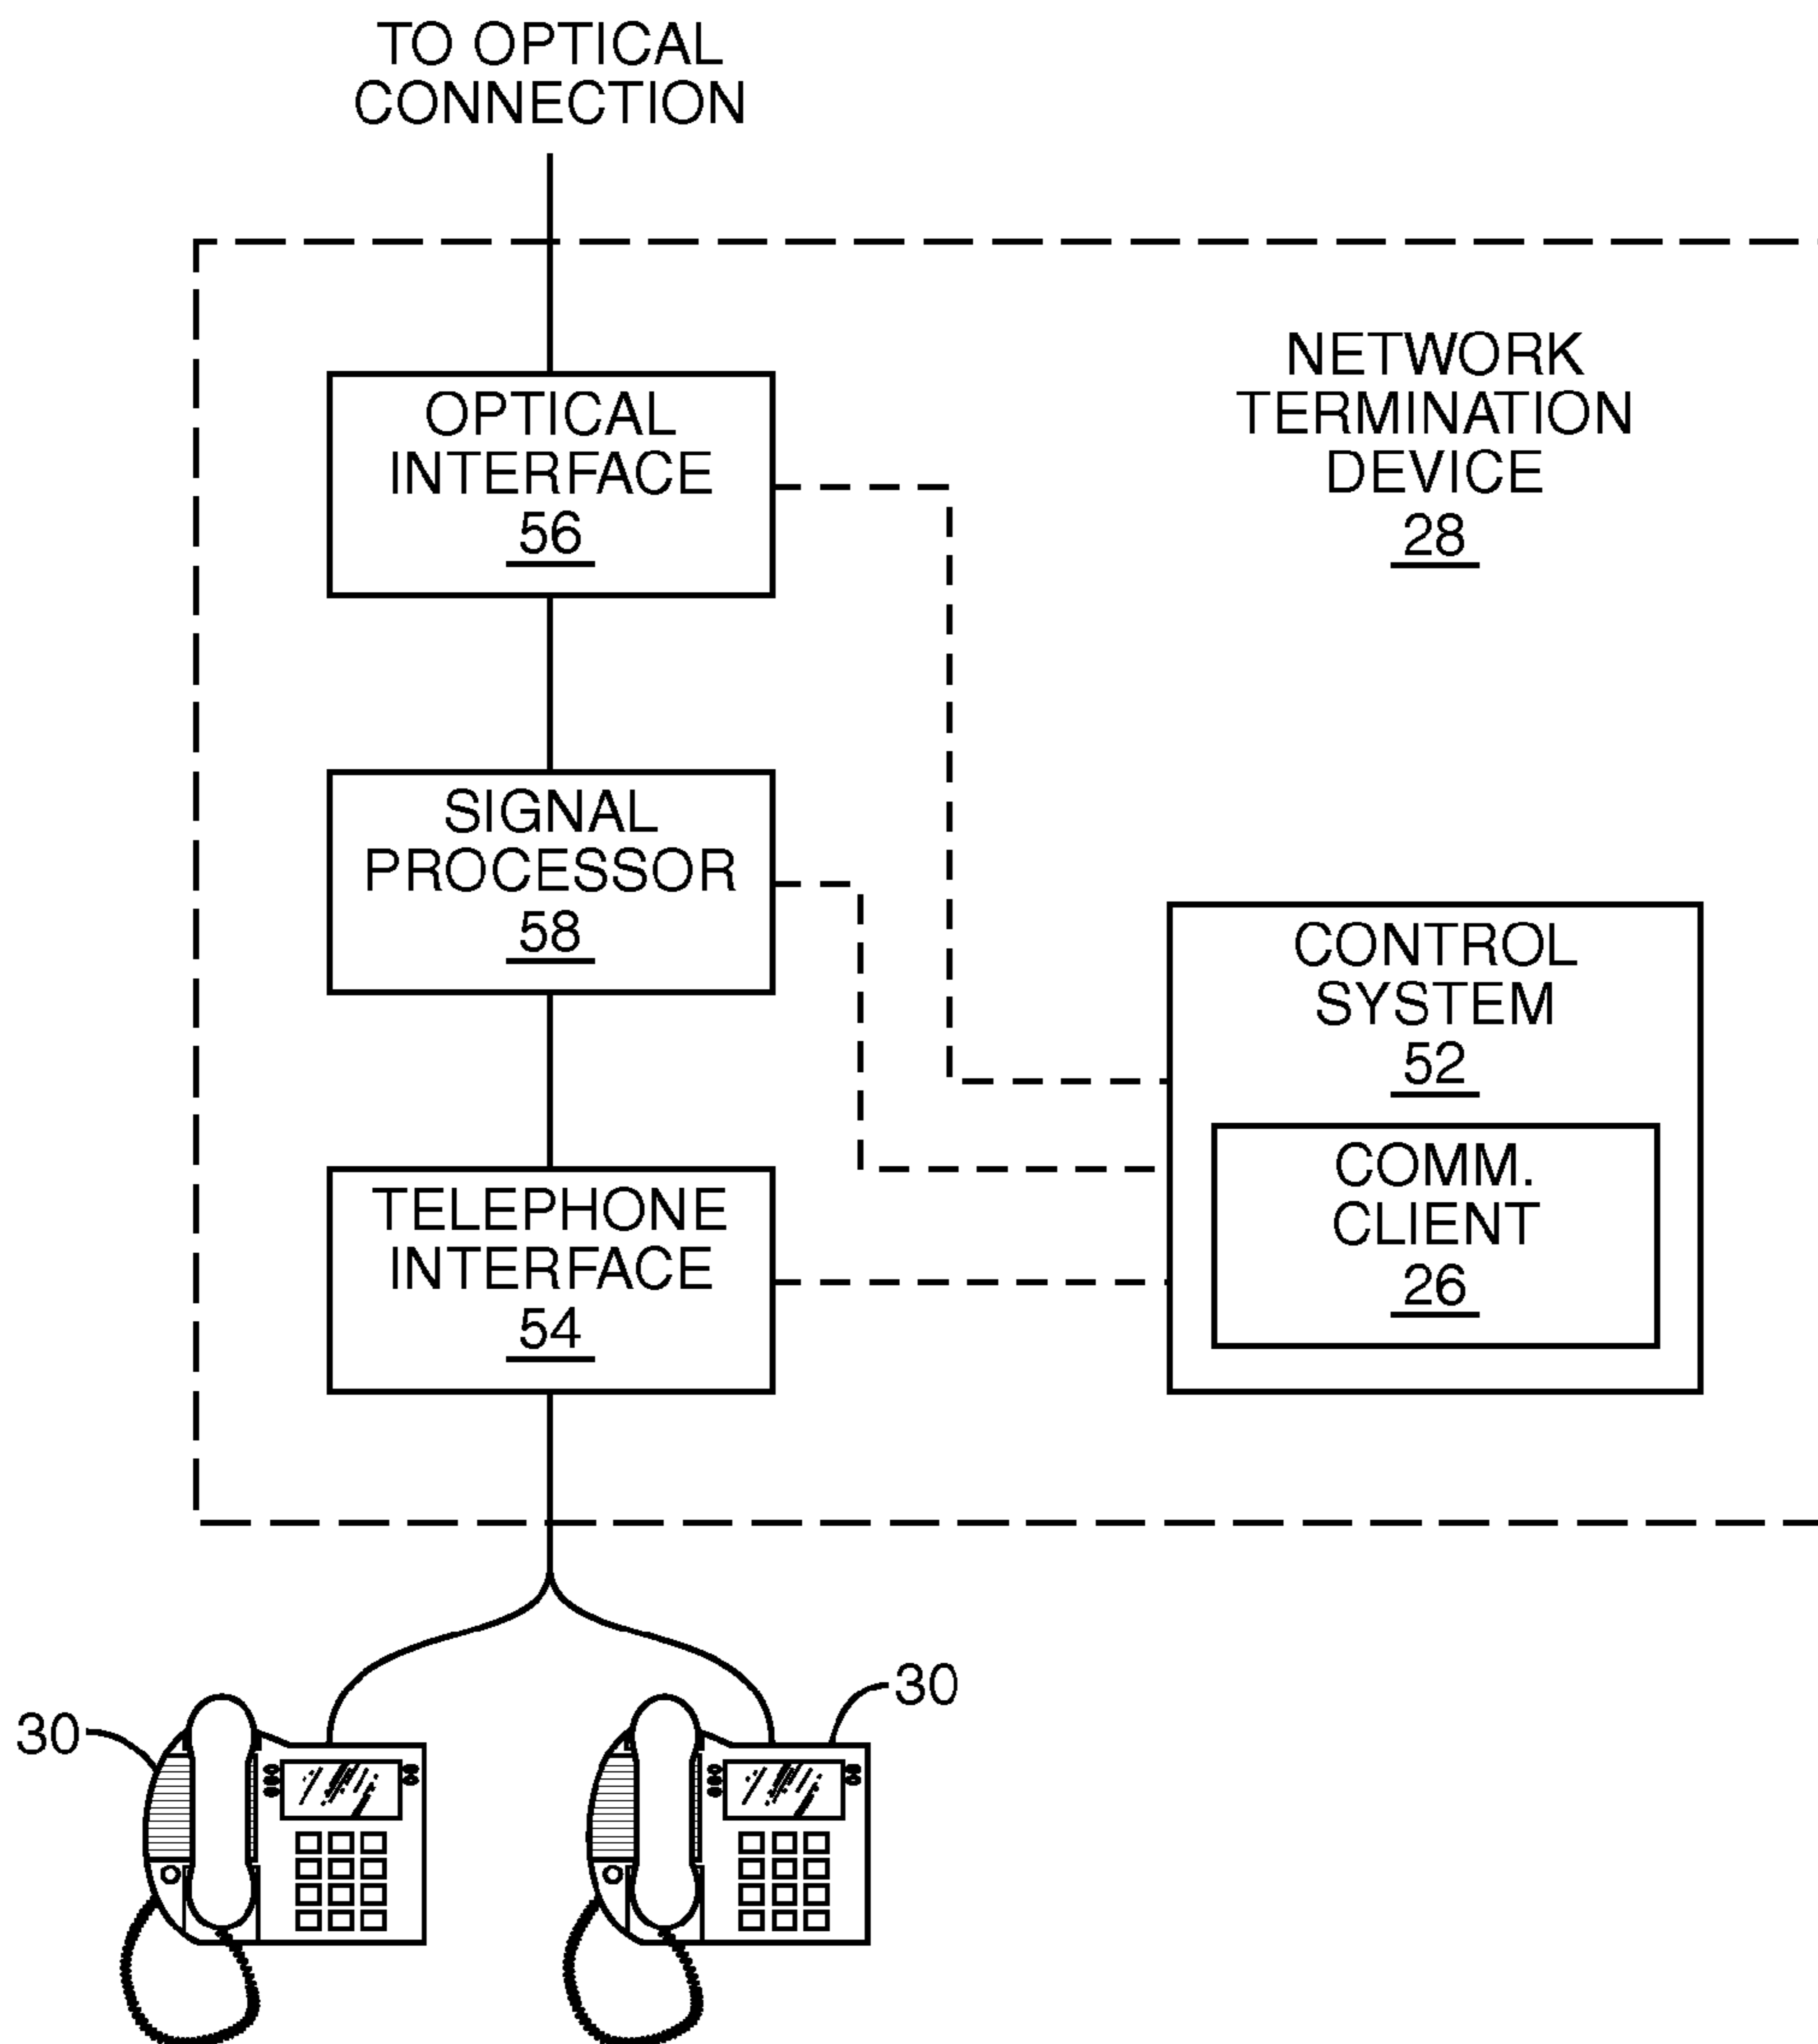 TO OPTICAL
CONNECTION
OPTICAL
INTERFACE
56
NETWORK
TERMINATION
DEVICE
28
SIGNAL
PROCESSOR
58
CONTROL
SYSTEM
52
COMM.
CLIENT
26
TELEPHONE
INTERFACE
54
30
30